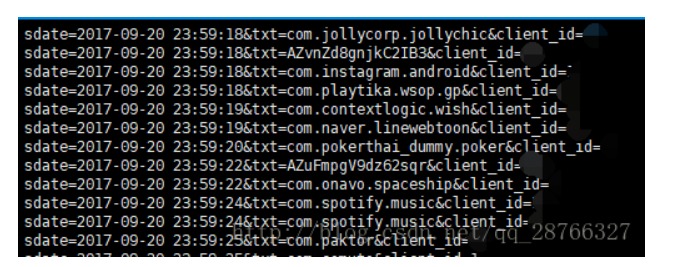 sdate=2017-09-20 23:59:18&txt=com.jollycorp.jollychic&client_id=
sdate=2017-09-20 23:59:18&txt=AZvnZd8gnjkC2IB3&client_id=
sdate=2017-09-20 23:59:18&txt=com.instagram.android&client_id=
sdate=2017-09-20 23:59:18&txt=com.playtika.wsop.gp&client_id=
sdate=2017-09-20 23:59:19&txt=com.contextlogic.wish&client_id=
sdate=2017-09-20 23:59:19&txt=com.naver.linewebtoon&client_id=
sdate=2017-09-20 23:59:20&txt=com.pokerthai_dummy.poker&client_id=
sdate=2017-09-20 23:59:22&txt=AZuFmpgV9dz62sqr&client_id=
sdate=2017-09-20 23:59:22&txt=com.onavo.spaceship&client_id=
sdate=2017-09-20 23:59:24&txt=com.spotify.music&client_id=
sdate=2017-09-20 23:59:24&txt=com.spotify.music&client_id=
http://blog.csdn.net/qq_28766327
sdate=2017-09-20 23:59:25&txt=com.paktor&client_id=